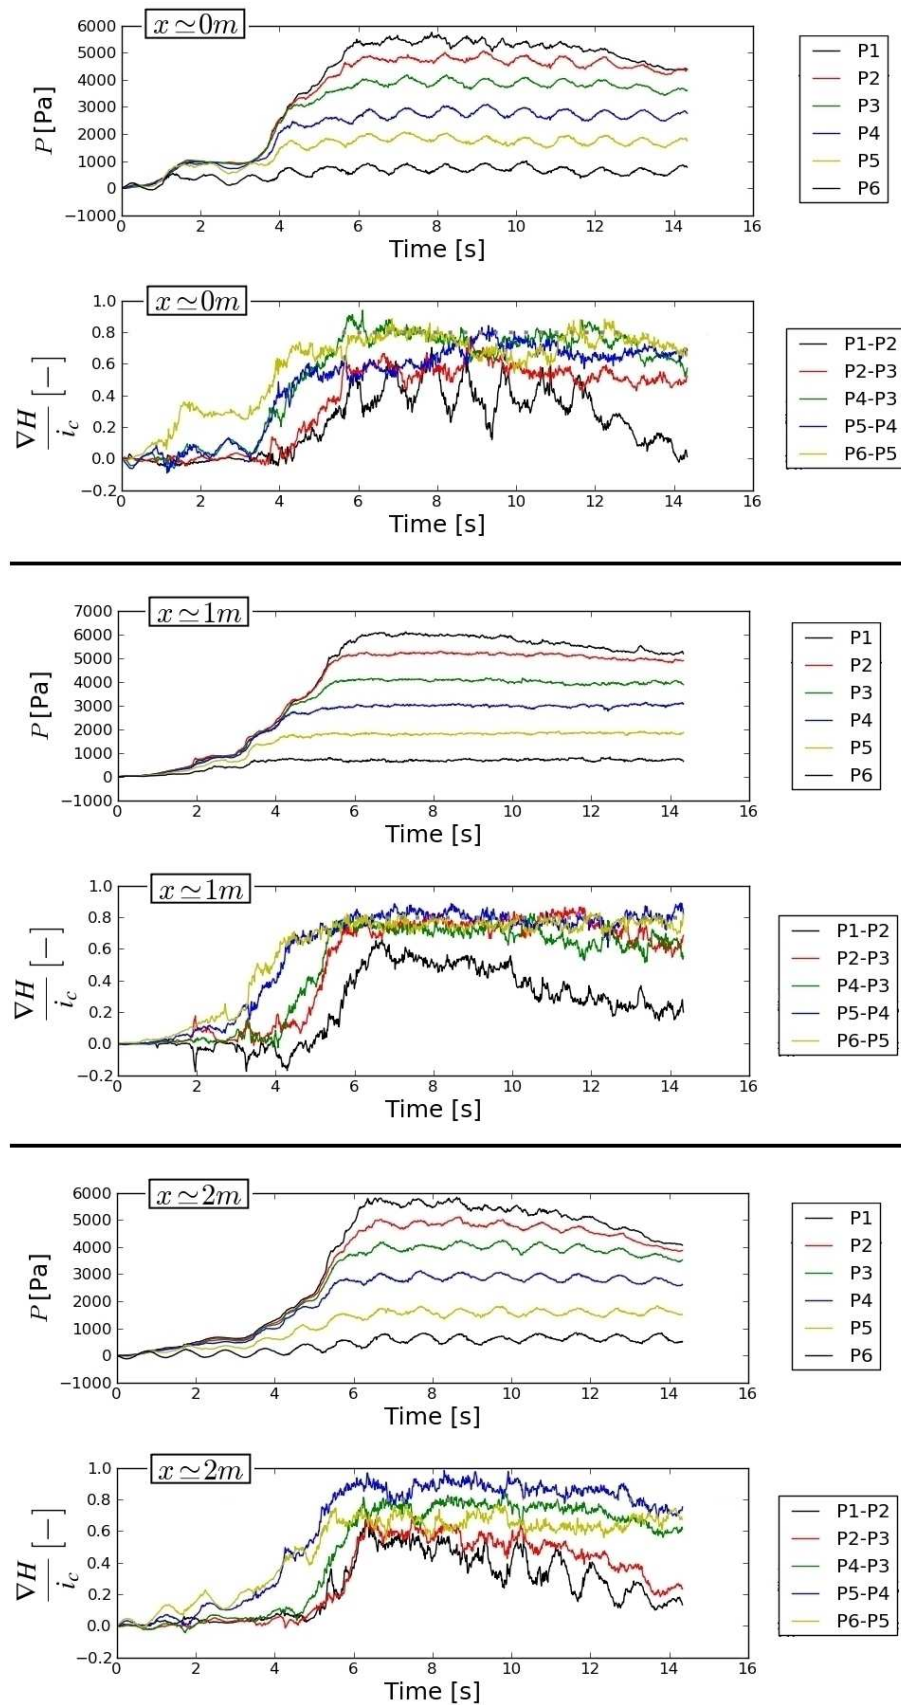 x≃0m
6000
5000
4000
3000
2000
1000
0
−1000
P [Pa]
0 2 4 6 8 10 12 14 16
Time [s]
P1
P2
P3
P4
P5
P6
x≃0m
1.0
0.8
0.6
0.4
0.2
0.0
−0.2
∇H
i_c [−]
0 2 4 6 8 10 12 14 16
Time [s]
P1-P2
P2-P3
P4-P3
P5-P4
P6-P5
x≃1m
7000
6000
5000
4000
3000
2000
1000
0
−1000
P [Pa]
0 2 4 6 8 10 12 14 16
Time [s]
P1
P2
P3
P4
P5
P6
x≃1m
1.0
0.8
0.6
0.4
0.2
0.0
−0.2
∇H
i_c [−]
0 2 4 6 8 10 12 14 16
Time [s]
P1-P2
P2-P3
P4-P3
P5-P4
P6-P5
x≃2m
6000
5000
4000
3000
2000
1000
0
−1000
P [Pa]
0 2 4 6 8 10 12 14 16
Time [s]
P1
P2
P3
P4
P5
P6
x≃2m
1.0
0.8
0.6
0.4
0.2
0.0
−0.2
∇H
i_c [−]
0 2 4 6 8 10 12 14 16
Time [s]
P1-P2
P2-P3
P4-P3
P5-P4
P6-P5